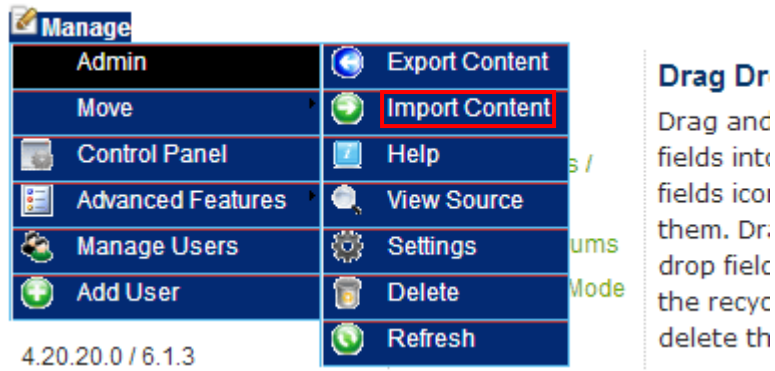 Manage
Admin
Move
Control Panel
Advanced Features
Manage Users
Add User
Export Content
Import Content
Help
View Source
Settings
Delete
Refresh
s /
ums
Mode
4.20.20.0 / 6.1.3
Drag Dr
Drag and
fields into
fields ico
them. Dra
drop field
the recyc
delete th